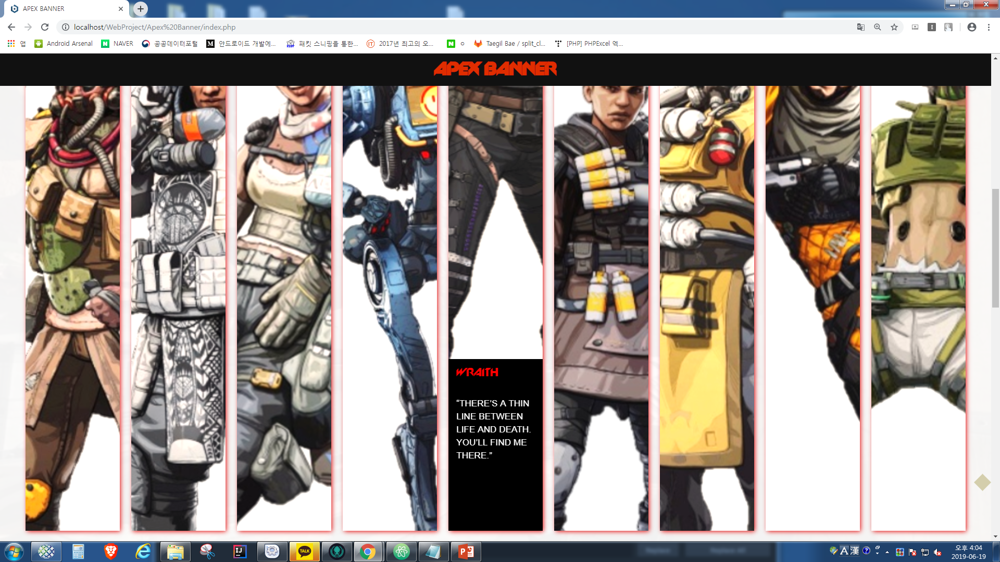 APEX BANNER
localhost/WebProject/Apex%20Banner/index.php
앱
Android Arsenal
NAVER
공공데이터포털
안드로이드 개발에...
패킷 스니핑을 통한...
2017년 최고의 오...
ㅇ
Taegil Bae / split_cl...
[PHP] PHPExcel 엑...
APEX BANNER
WRAITH
“THERE’S A THIN
LINE BETWEEN
LIFE AND DEATH.
YOU’LL FIND ME
THERE.”
IJ
TALK
A 漢
오후 4:04
2019-06-19